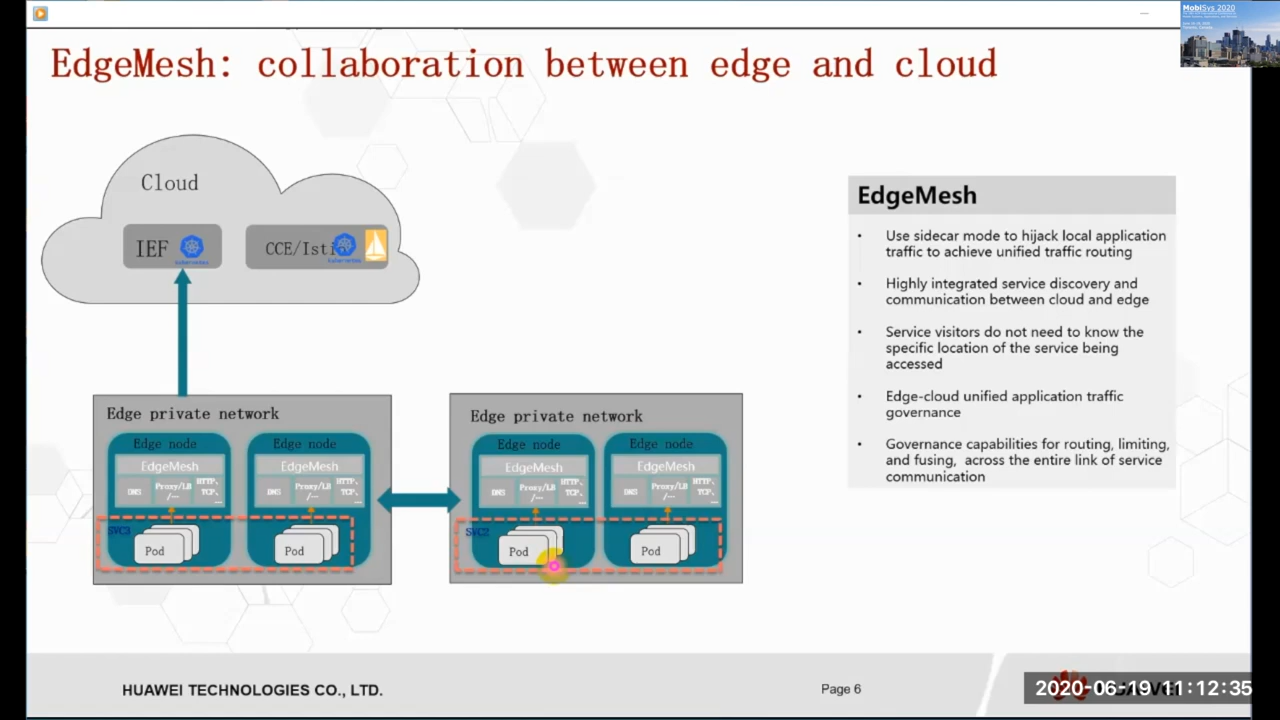 MobiSys 2020
EdgeMesh: collaboration between edge and cloud
Cloud
IEF
kubernetes
CCE/Isti
kubernetes
EdgeMesh
• Use sidecar mode to hijack local application
traffic to achieve unified traffic routing
• Highly integrated service discovery and
communication between cloud and edge
• Service visitors do not need to know the
specific location of the service being
accessed
• Edge-cloud unified application traffic
governance
• Governance capabilities for routing, limiting,
and fusing, across the entire link of service
communication
Edge private network
Edge node
EdgeMesh
DNS
Proxy/LB
/…
HTTP,
TCP,
…
Pod
Edge node
EdgeMesh
DNS
Proxy/LB
/…
HTTP,
TCP,
…
Pod
Edge private network
Edge node
EdgeMesh
DNS
Proxy/LB
/…
HTTP,
TCP,
…
SVC2
Pod
Edge node
EdgeMesh
DNS
Proxy/LB
/…
HTTP,
TCP,
…
Pod
HUAWEI TECHNOLOGIES CO., LTD.
Page 6
2020-06-19 11:12:35